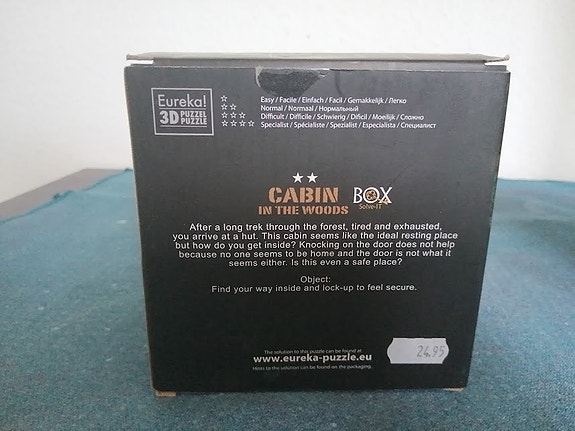 Eureka!
3D PUZZEL PUZZLE
Easy / Facile / Einfach / Facil / Gemakkelijk / Легко
Normal / Normaal / Нормальный
Difficult / Difficile / Schwierig / Dificil / Moeilijk / Сложно
Specialist / Spécialiste / Spezialist / Especialista / Специалист
CABIN
IN THE WOODS
BOX
Solve-IT
After a long trek through the forest, tired and exhausted,
you arrive at a hut. This cabin seems like the ideal resting place
but how do you get inside? Knocking on the door does not help
because no one seems to be home and the door is not what it
seems either. Is this even a safe place?
Object:
Find your way inside and lock-up to feel secure.
The solution to this puzzle can be found at
www.eureka-puzzle.eu
Hints to the solution can be found on the packaging.
24,95